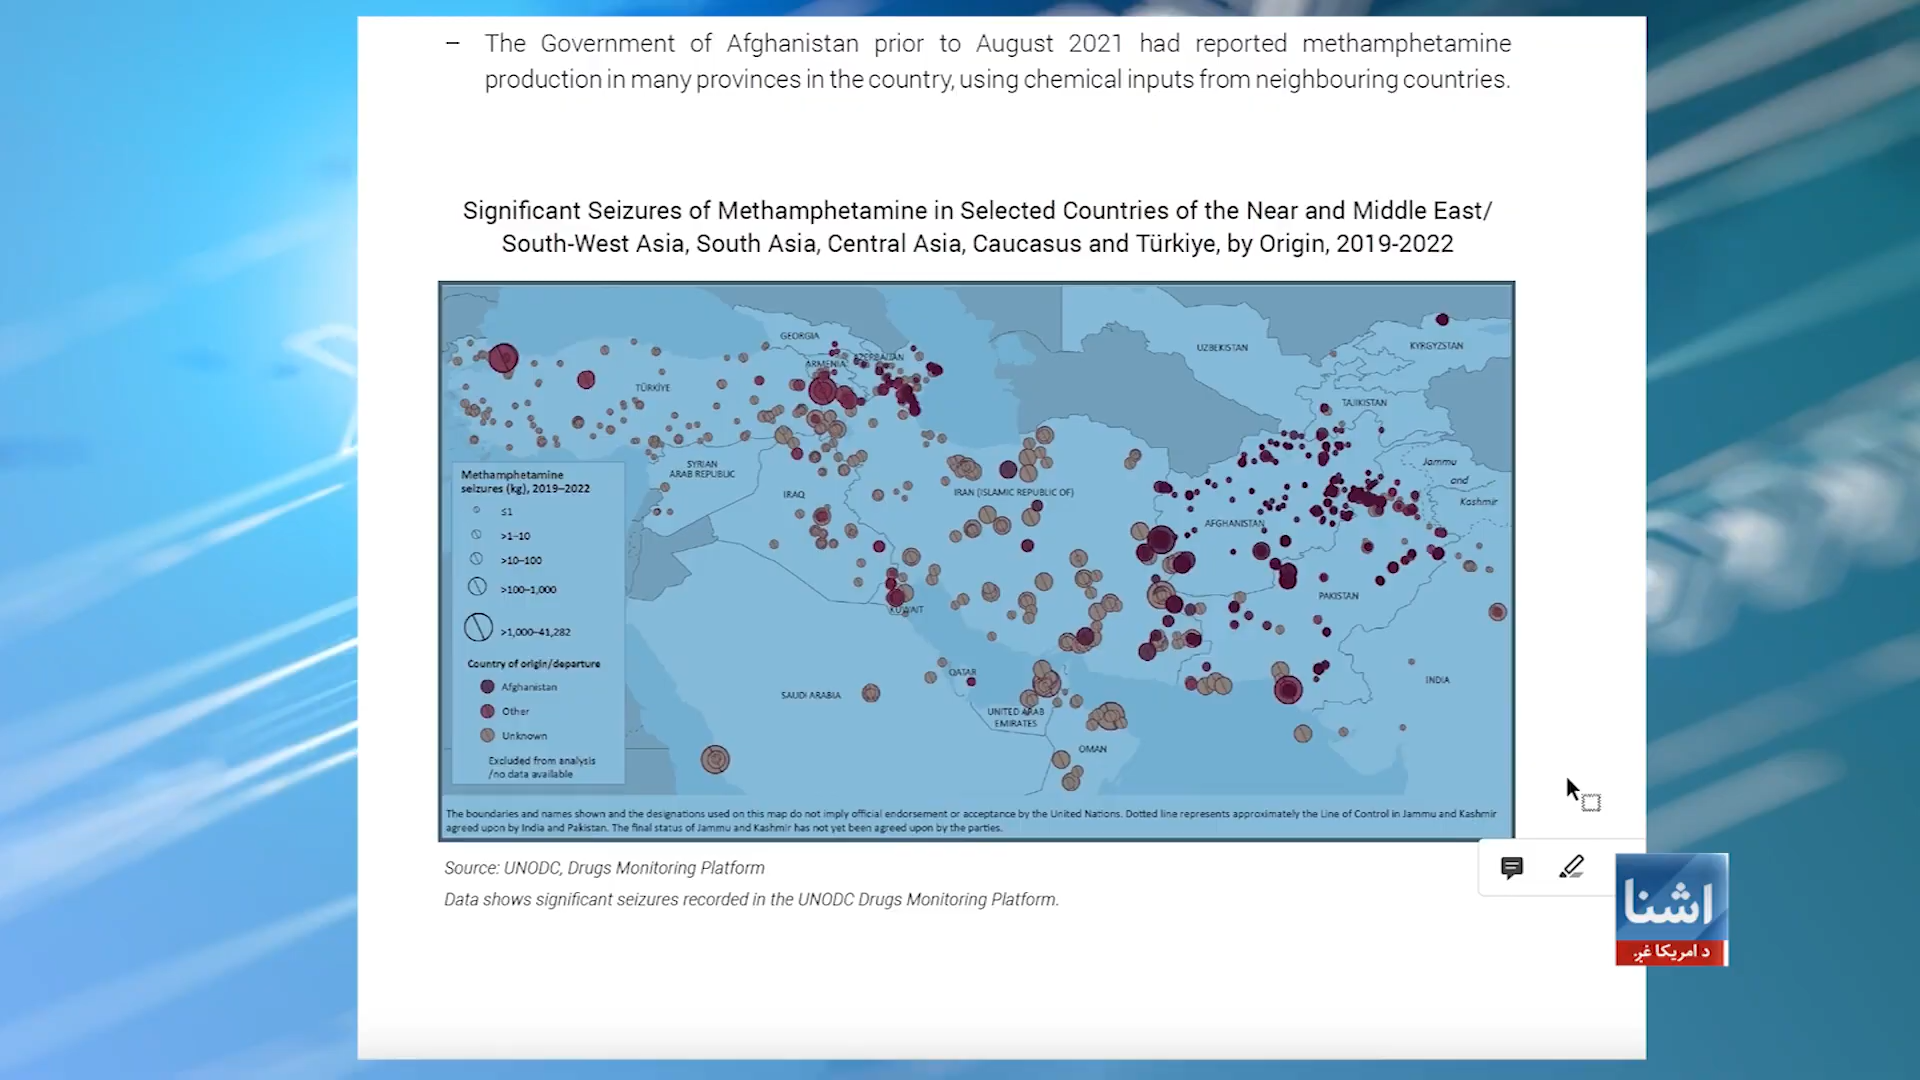 – The Government of Afghanistan prior to August 2021 had reported methamphetamine
production in many provinces in the country, using chemical inputs from neighbouring countries.
Significant Seizures of Methamphetamine in Selected Countries of the Near and Middle East/
South-West Asia, South Asia, Central Asia, Caucasus and Türkiye, by Origin, 2019-2022
GEORGIA
ARMENIA
AZERBAIJAN
UZBEKISTAN
KYRGYZSTAN
TÜRKİYE
TAJIKISTAN
SYRIAN
ARAB REPUBLIC
IRAQ
IRAN (ISLAMIC REPUBLIC OF)
AFGHANISTAN
Jammu
and
Kashmir
KUWAIT
PAKISTAN
QATAR
SAUDI ARABIA
UNITED ARAB
EMIRATES
OMAN
INDIA
Methamphetamine
seizures (kg), 2019–2022
≤1
>1–10
>10–100
>100–1,000
>1,000–41,282
Country of origin/departure
Afghanistan
Other
Unknown
Excluded from analysis
/no data available
The boundaries and names shown and the designations used on this map do not imply official endorsement or acceptance by the United Nations. Dotted line represents approximately the Line of Control in Jammu and Kashmir
agreed upon by India and Pakistan. The final status of Jammu and Kashmir has not yet been agreed upon by the parties.
Source: UNODC, Drugs Monitoring Platform
Data shows significant seizures recorded in the UNODC Drugs Monitoring Platform.
اشنا
د امریکا غږ